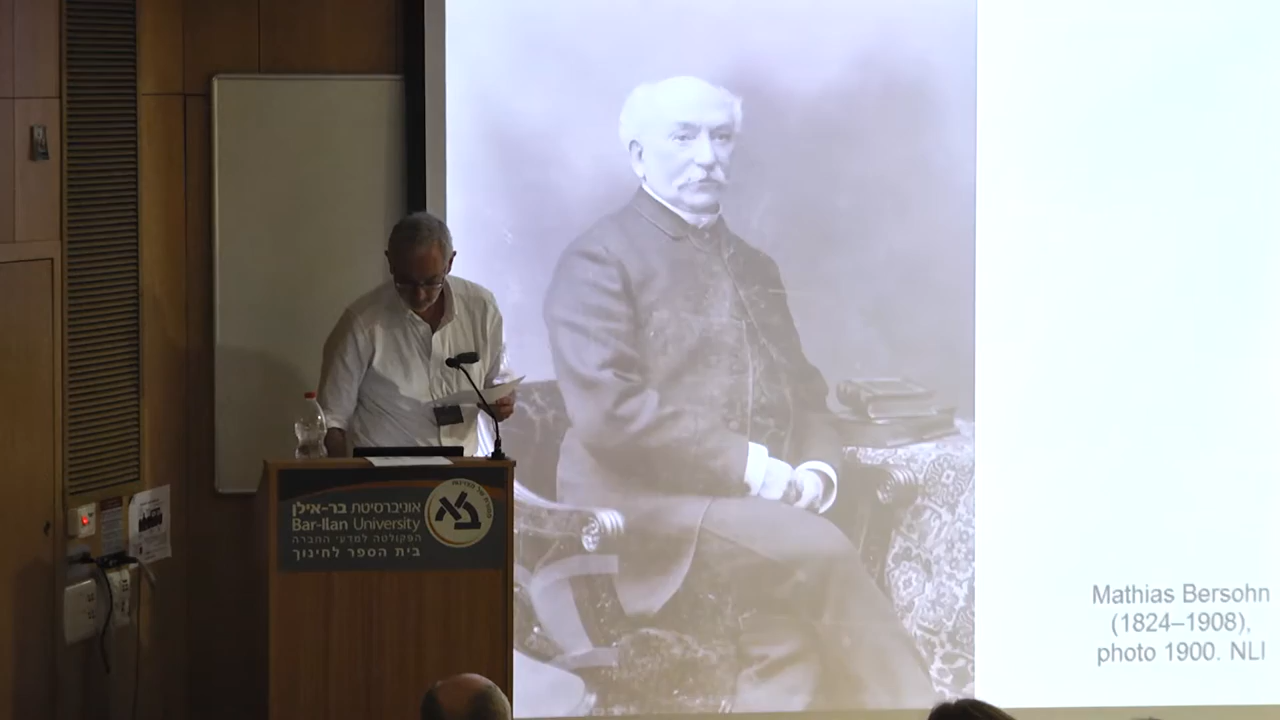 אוניברסיטת בר-אילן
Bar-Ilan University
הפקולטה למדעי החברה
בית הספר לחינוך
Mathias Bersohn
(1824–1908),
photo 1900. NLI